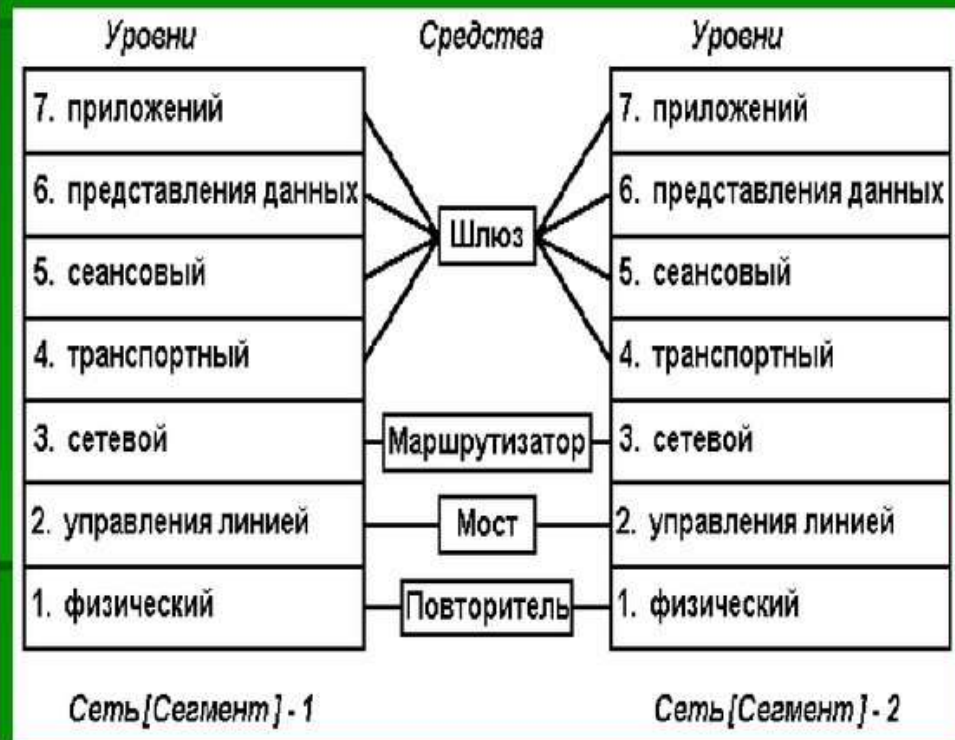 Уровни Средства Уровни
7. приложений 7. приложений
6. представления данных 6. представления данных
Шлюз
5. сеансовый 5. сеансовый
4. транспортный 4. транспортный
3. сетевой Маршрутизатор 3. сетевой
2. управления линией Мост 2. управления линией
1. физический Повторитель 1. физический
Сеть[Сегмент] - 1 Сеть[Сегмент] - 2